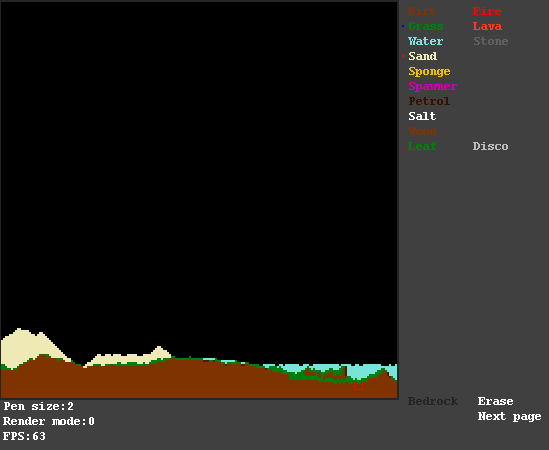 Dirt Fire
Grass Lava
Water Stone
Sand
Sponge
Spawner
Petrol
Salt
Wood
Leaf Disco
Pen size:2
Render mode:0
FPS:63
Bedrock Erase
Next page